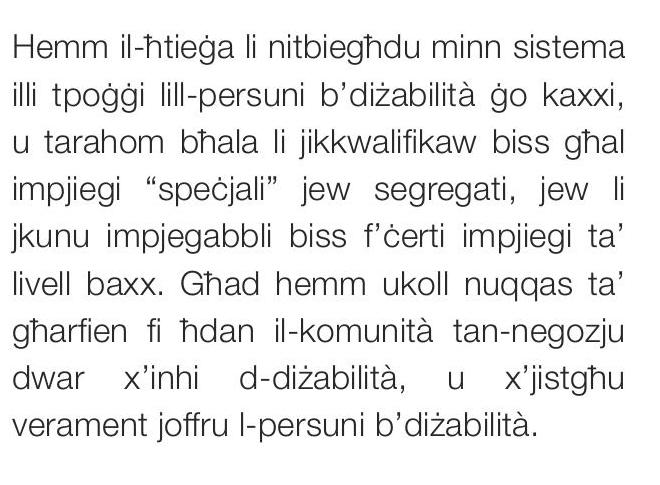 Hemm il-ħtieġa li nitbiegħdu minn sistema
illi tpoġġi lill-persuni b’diżabilità ġo kaxxi,
u tarahom bħala li jikkwalifikaw biss għal
impjiegi “speċjali” jew segregati, jew li
jkunu impjegabbli biss f’ċerti impjiegi ta’
livell baxx. Għad hemm ukoll nuqqas ta’
għarfien fi ħdan il-komunità tan-negozju
dwar x’inhi d-diżabilità, u x’jistgħu
verament joffru l-persuni b’diżabilità.